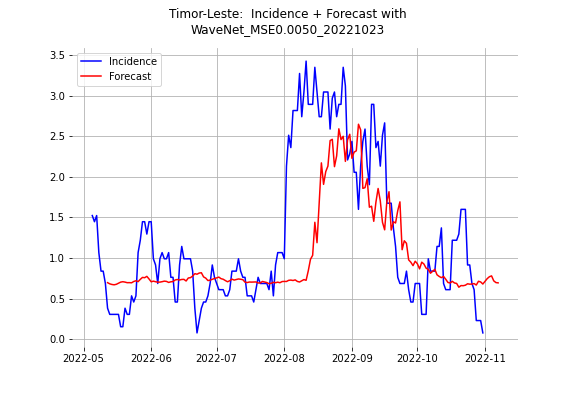 Timor-Leste:  Incidence + Forecast with
WaveNet_MSE0.0050_20221023
Incidence
Forecast
3.5
3.0
2.5
2.0
1.5
1.0
0.5
0.0
2022-05 2022-06 2022-07 2022-08 2022-09 2022-10 2022-11